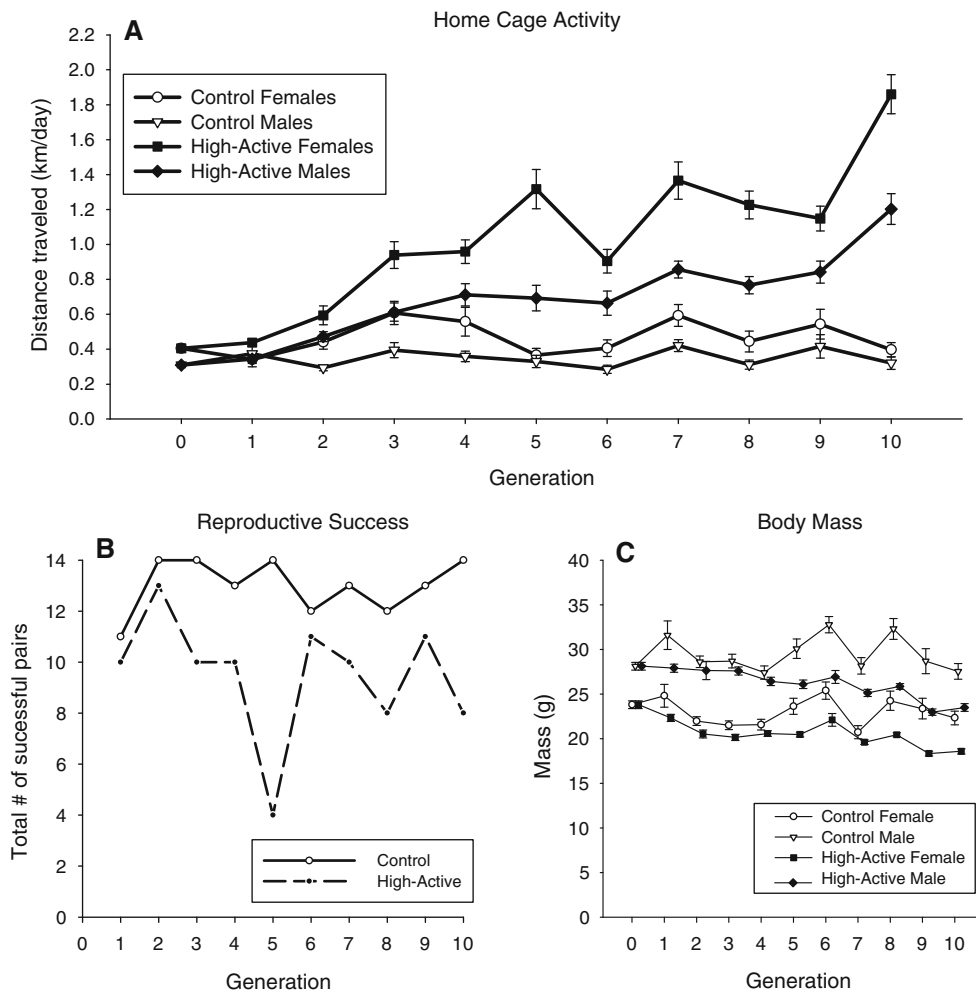 Home Cage Activity
A
2.2
2.0
1.8
1.6
1.4
1.2
1.0
0.8
0.6
0.4
0.2
0.0
Distance traveled (km/day)
Control Females
Control Males
High-Active Females
High-Active Males
0 1 2 3 4 5 6 7 8 9 10
Generation
Reproductive Success
B
14
12
10
8
6
4
2
0
Total # of sucessful pairs
Control
High-Active
0 1 2 3 4 5 6 7 8 9 10
Generation
Body Mass
C
40
35
30
25
20
15
10
5
0
Mass (g)
Control Female
Control Male
High-Active Female
High-Active Male
0 1 2 3 4 5 6 7 8 9 10
Generation